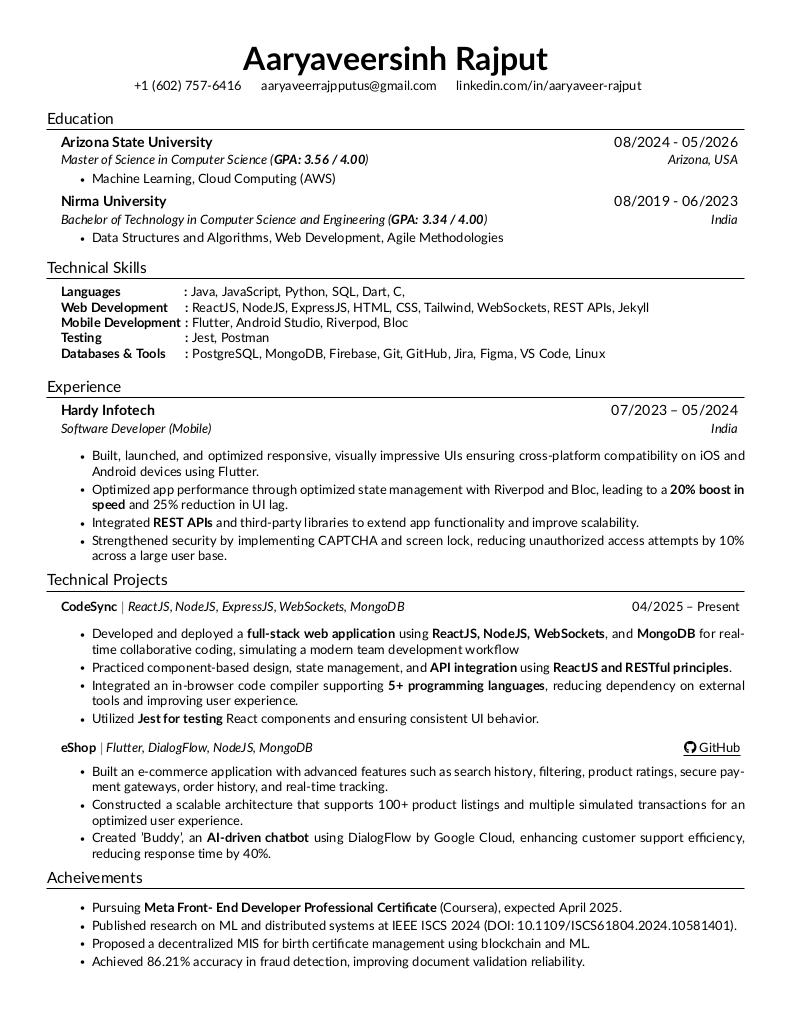 Aaryaveersinh Rajput
+1 (602) 757-6416 aaryaveerrajpputus@gmail.com linkedin.com/in/aaryaveer-rajput
Education
Arizona State University 08/2024 - 05/2026
Master of Science in Computer Science (GPA: 3.56 / 4.00) Arizona, USA
• Machine Learning, Cloud Computing (AWS)
Nirma University 08/2019 - 06/2023
Bachelor of Technology in Computer Science and Engineering (GPA: 3.34 / 4.00) India
• Data Structures and Algorithms, Web Development, Agile Methodologies
Technical Skills
Languages : Java, JavaScript, Python, SQL, Dart, C,
Web Development : ReactJS, NodeJS, ExpressJS, HTML, CSS, Tailwind, WebSockets, REST APIs, Jekyll
Mobile Development : Flutter, Android Studio, Riverpod, Bloc
Testing : Jest, Postman
Databases & Tools : PostgreSQL, MongoDB, Firebase, Git, GitHub, Jira, Figma, VS Code, Linux
Experience
Hardy Infotech 07/2023 – 05/2024
Software Developer (Mobile) India
• Built, launched, and optimized responsive, visually impressive UIs ensuring cross-platform compatibility on iOS and
Android devices using Flutter.
• Optimized app performance through optimized state management with Riverpod and Bloc, leading to a 20% boost in
speed and 25% reduction in UI lag.
• Integrated REST APIs and third-party libraries to extend app functionality and improve scalability.
• Strengthened security by implementing CAPTCHA and screen lock, reducing unauthorized access attempts by 10%
across a large user base.
Technical Projects
CodeSync | ReactJS, NodeJS, ExpressJS, WebSockets, MongoDB 04/2025 – Present
• Developed and deployed a full-stack web application using ReactJS, NodeJS, WebSockets, and MongoDB for real-
time collaborative coding, simulating a modern team development workflow
• Practiced component-based design, state management, and API integration using ReactJS and RESTful principles.
• Integrated an in-browser code compiler supporting 5+ programming languages, reducing dependency on external
tools and improving user experience.
• Utilized Jest for testing React components and ensuring consistent UI behavior.
eShop | Flutter, DialogFlow, NodeJS, MongoDB GitHub
• Built an e-commerce application with advanced features such as search history, filtering, product ratings, secure pay-
ment gateways, order history, and real-time tracking.
• Constructed a scalable architecture that supports 100+ product listings and multiple simulated transactions for an
optimized user experience.
• Created 'Buddy', an AI-driven chatbot using DialogFlow by Google Cloud, enhancing customer support efficiency,
reducing response time by 40%.
Acheivements
• Pursuing Meta Front- End Developer Professional Certificate (Coursera), expected April 2025.
• Published research on ML and distributed systems at IEEE ISCS 2024 (DOI: 10.1109/ISCS61804.2024.10581401).
• Proposed a decentralized MIS for birth certificate management using blockchain and ML.
• Achieved 86.21% accuracy in fraud detection, improving document validation reliability.